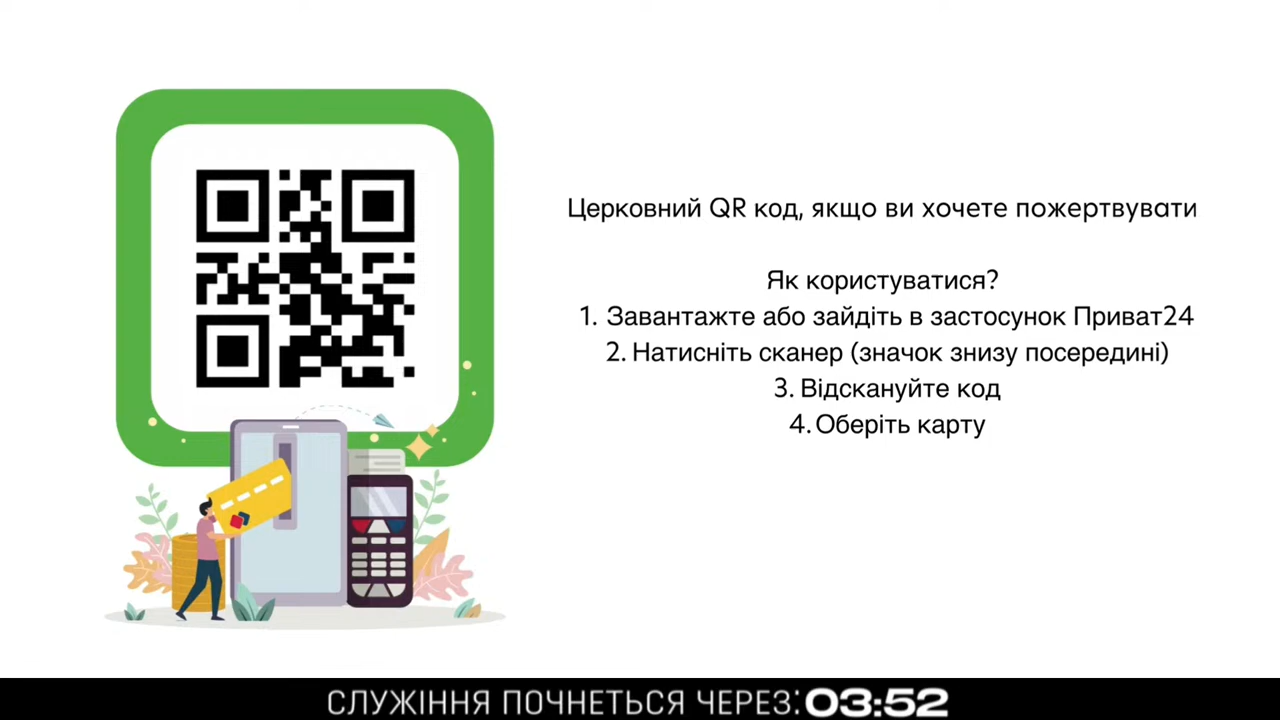 Церковний QR код, якщо ви хочете пожертвувати
Як користуватися?
1. Завантажте або зайдіть в застосунок Приват24
2. Натисніть сканер (значок знизу посередині)
3. Відскануйте код
4. Оберіть карту
СЛУЖІННЯ ПОЧНЕТЬСЯ ЧЕРЕЗ: 03:52